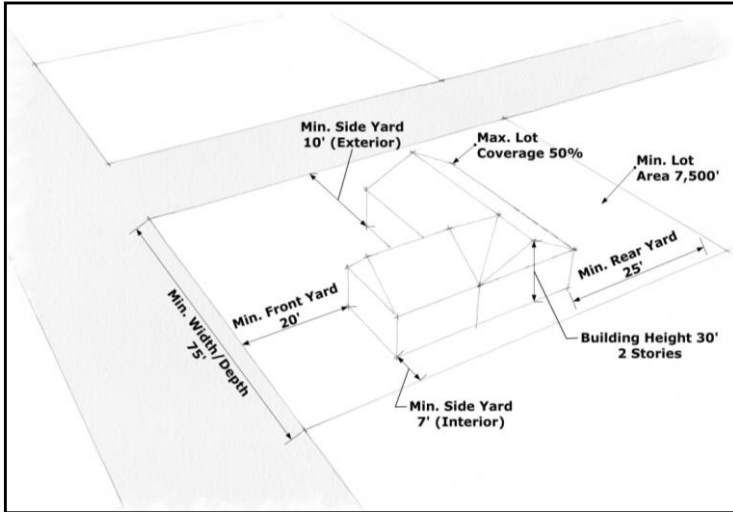 Min. Side Yard
10' (Exterior)
Max. Lot
Coverage 50%
Min. Lot
Area 7,500'
Min. Rear Yard
25'
Min. Front Yard
20'
Min. Width/Depth
75'
Building Height 30'
2 Stories
Min. Side Yard
7' (Interior)